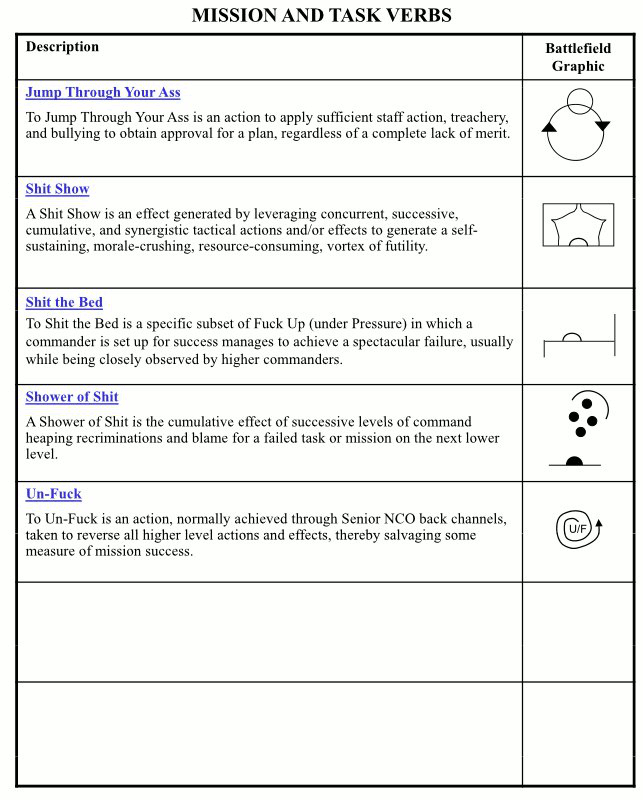 MISSION AND TASK VERBS
Description
Battlefield
Graphic
Jump Through Your Ass
To Jump Through Your Ass is an action to apply sufficient staff action, treachery,
and bullying to obtain approval for a plan, regardless of a complete lack of merit.
Shit Show
A Shit Show is an effect generated by leveraging concurrent, successive,
cumulative, and synergistic tactical actions and/or effects to generate a self-
sustaining, morale-crushing, resource-consuming, vortex of futility.
Shit the Bed
To Shit the Bed is a specific subset of Fuck Up (under Pressure) in which a
commander is set up for success manages to achieve a spectacular failure, usually
while being closely observed by higher commanders.
Shower of Shit
A Shower of Shit is the cumulative effect of successive levels of command
heaping recriminations and blame for a failed task or mission on the next lower
level.
Un-Fuck
To Un-Fuck is an action, normally achieved through Senior NCO back channels,
taken to reverse all higher level actions and effects, thereby salvaging some
measure of mission success.
U/F